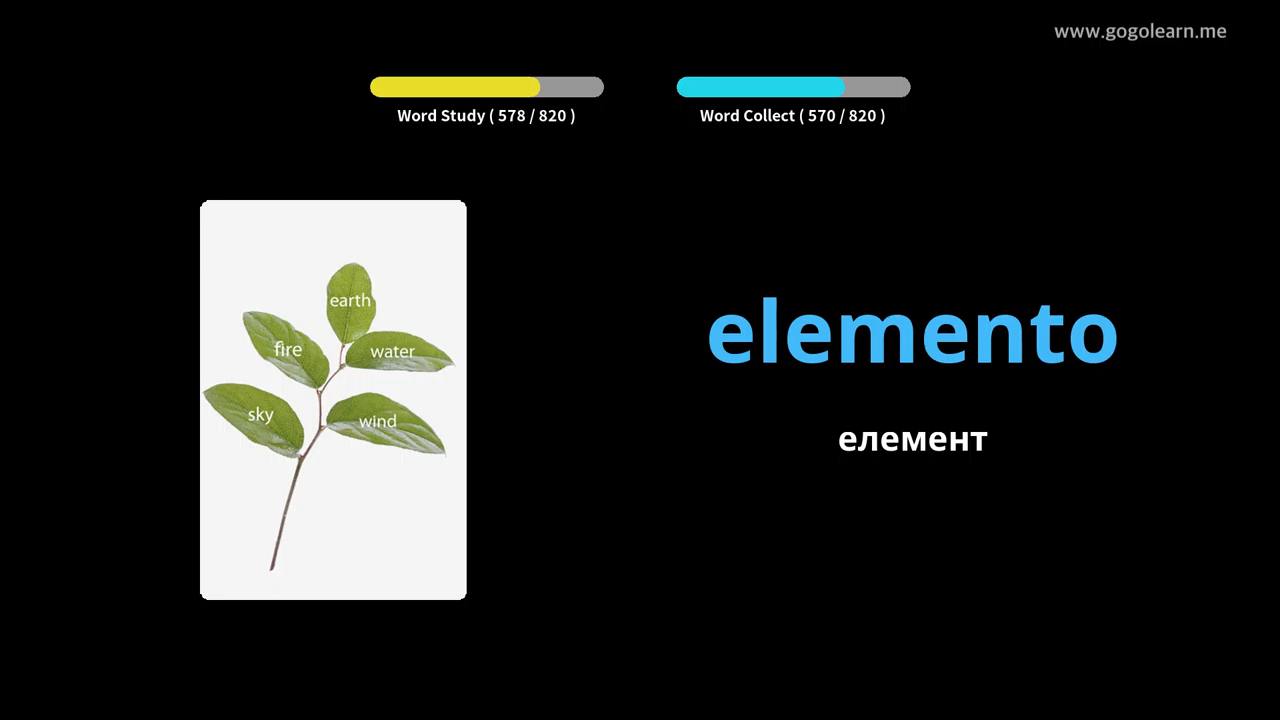 www.gogolearn.me
Word Study ( 578 / 820 )
Word Collect ( 570 / 820 )
earth
fire
water
sky
wind
elemento
елемент